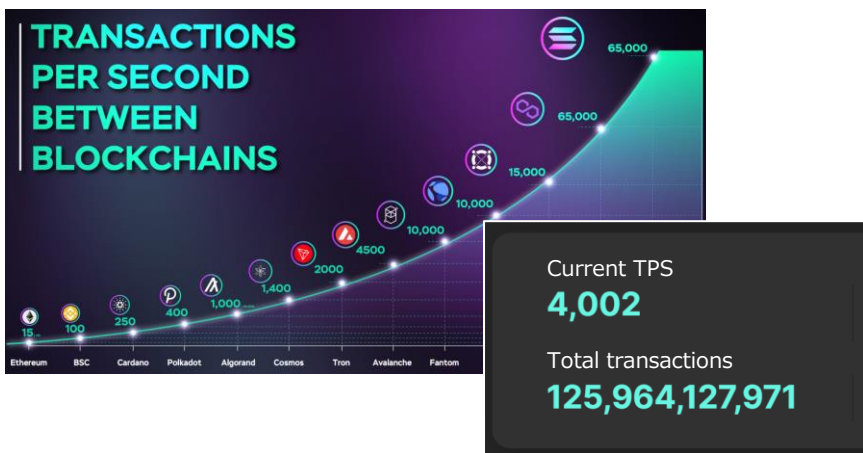 TRANSACTIONS
PER SECOND
BETWEEN
BLOCKCHAINS
65,000
65,000
15,000
10,000
10,000
4500
2000
1,400
1,000
400
250
100
15
Ethereum BSC Cardano Polkadot Algorand Cosmos Tron Avalanche Fantom
Current TPS
4,002
Total transactions
125,964,127,971